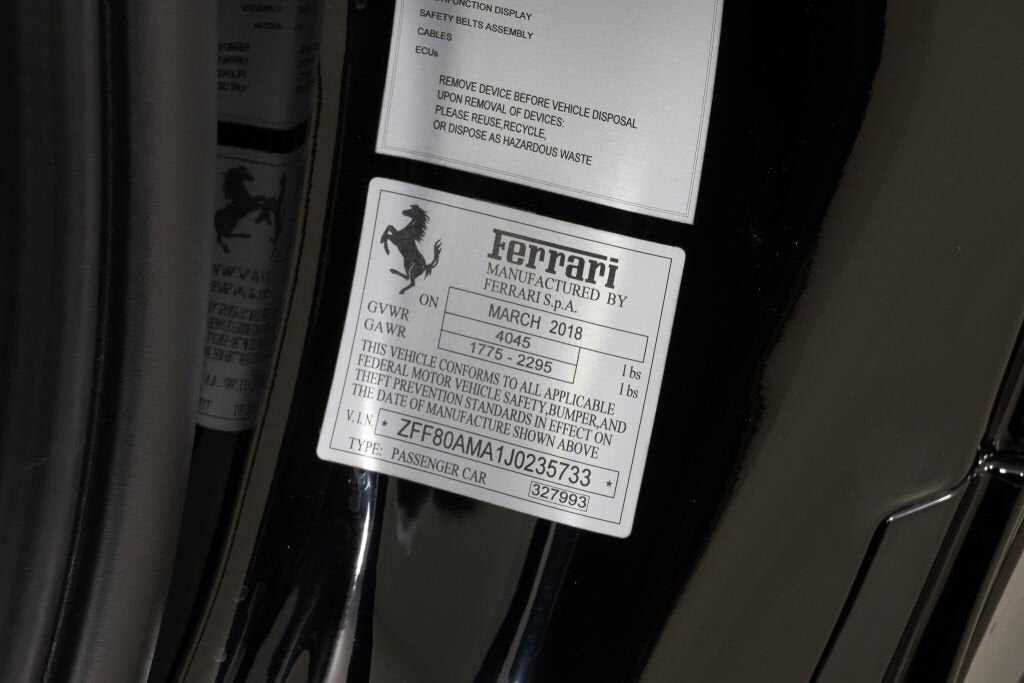 FUNCTION DISPLAY
SAFETY BELTS ASSEMBLY
CABLES
ECUs
REMOVE DEVICE BEFORE VEHICLE DISPOSAL
UPON REMOVAL OF DEVICES:
PLEASE REUSE,RECYCLE,
OR DISPOSE AS HAZARDOUS WASTE
Ferrari
MANUFACTURED BY
FERRARI S.p.A.
ON MARCH 2018
GVWR 4045 lbs
GAWR 1775 - 2295 lbs
THIS VEHICLE CONFORMS TO ALL APPLICABLE
FEDERAL MOTOR VEHICLE SAFETY,BUMPER,AND
THEFT PREVENTION STANDARDS IN EFFECT ON
THE DATE OF MANUFACTURE SHOWN ABOVE
V.I.N. * ZFF80AMA1J0235733 *
TYPE: PASSENGER CAR 327993